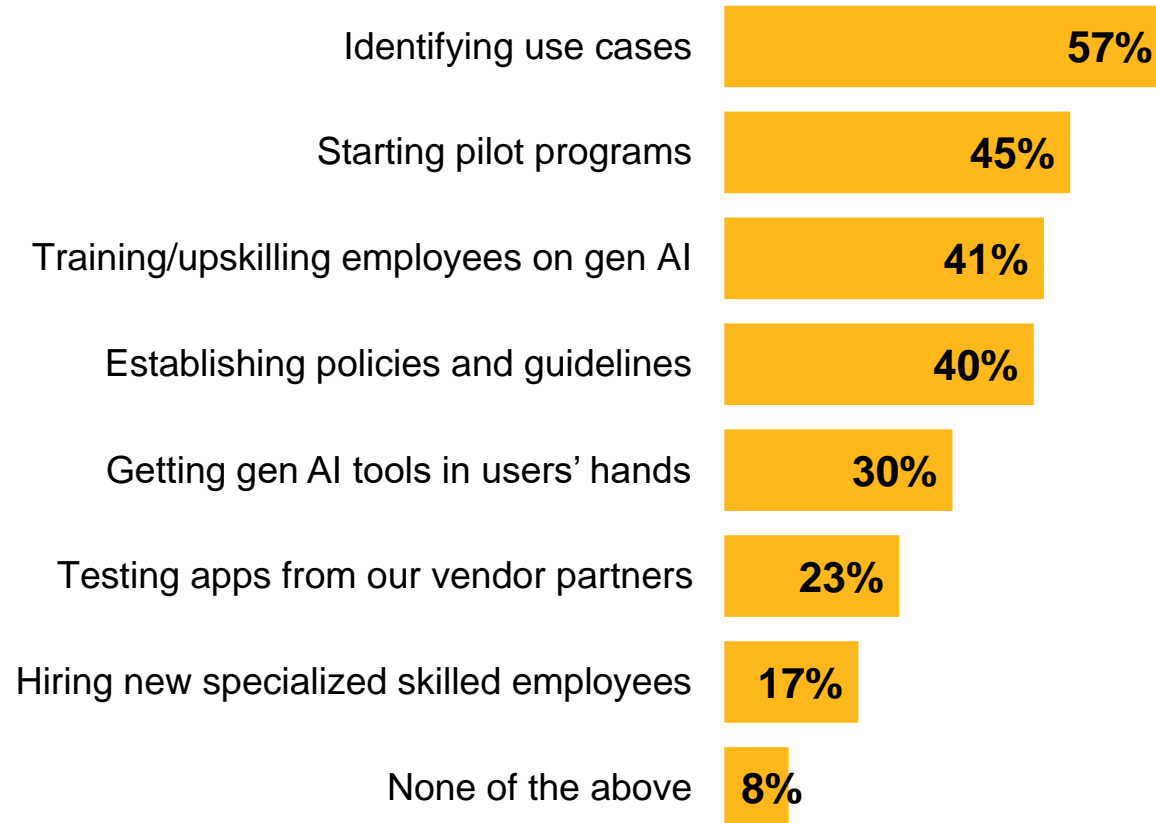 Identifying use cases 57%
Starting pilot programs 45%
Training/upskilling employees on gen AI 41%
Establishing policies and guidelines 40%
Getting gen AI tools in users’ hands 30%
Testing apps from our vendor partners 23%
Hiring new specialized skilled employees 17%
None of the above 8%